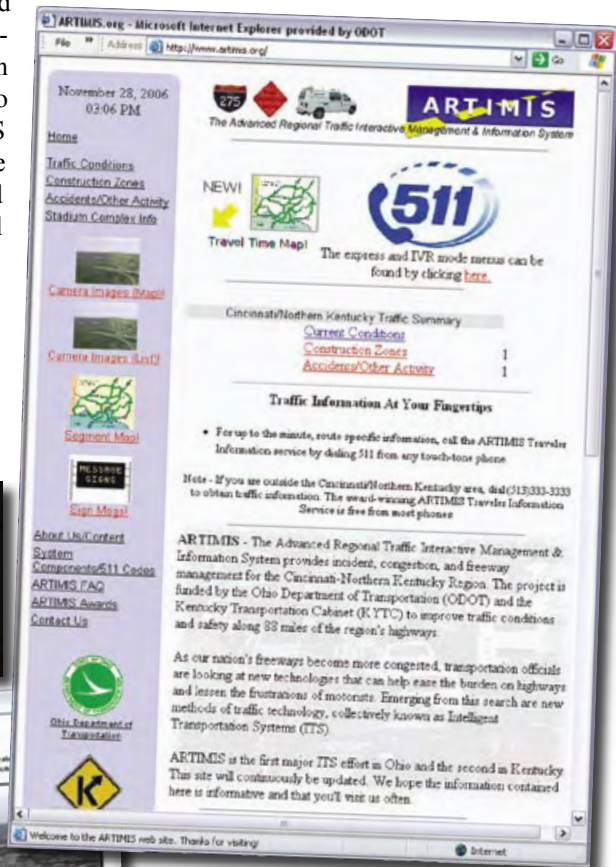 ARTIMIS.org - Microsoft Internet Explorer provided by ODOT
File
Address
http://www.artimis.org/
Go
November 28, 2006
03:06 PM
Home
Traffic Conditions
Construction Zones
Accidents/Other Activity
Stadium Complex Info
Camera Images (Map)!
Camera Images (List)!
Segment Map!
MESSAGE
SIGNS
Sign Msgs!
About Us/Content
System
Components/511 Codes
ARTIMIS FAQ
ARTIMIS Awards
Contact Us
Ohio Department of
Transportation
275
ARTIMIS
The Advanced Regional Traffic Interactive Management & Information System
NEW!
Travel Time Map!
511
The express and IVR mode menus can be
found by clicking here.
Cincinnati/Northern Kentucky Traffic Summary
Current Conditions
Construction Zones 1
Accidents/Other Activity 1
Traffic Information At Your Fingertips
• For up to the minute, route specific information, call the ARTIMIS Traveler
Information service by dialing 511 from any touch-tone phone
Note - If you are outside the Cincinnati/Northern Kentucky area, dial (513)333-3333
to obtain traffic information. The award-winning ARTIMIS Traveler Information
Service is free from most phones
ARTIMIS - The Advanced Regional Traffic Interactive Management &
Information System provides incident, congestion, and freeway
management for the Cincinnati-Northern Kentucky Region. The project is
funded by the Ohio Department of Transportation (ODOT) and the
Kentucky Transportation Cabinet (KYTC) to improve traffic conditions
and safety along 88 miles of the region's highways.
As our nation's freeways become more congested, transportation officials
are looking at new technologies that can help ease the burden on highways
and lessen the frustrations of motorists. Emerging from this search are new
methods of traffic technology, collectively known as Intelligent
Transportation Systems (ITS).
ARTIMIS is the first major ITS effort in Ohio and the second in Kentucky.
This site will continuously be updated. We hope the information contained
here is informative and that you'll visit us often.
Welcome to the ARTIMIS web site. Thanks for visiting!
Internet